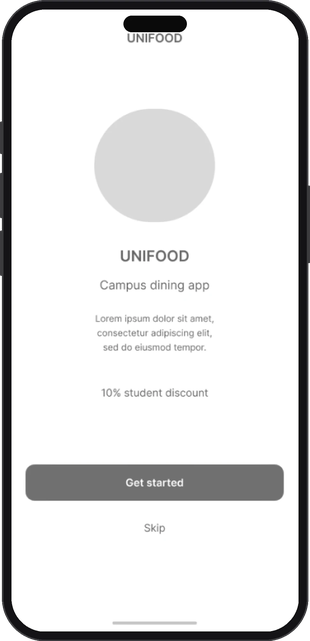 UNIFOOD
UNIFOOD
Campus dining app
Lorem ipsum dolor sit amet,
consectetur adipiscing elit,
sed do eiusmod tempor.
10% student discount
Get started
Skip